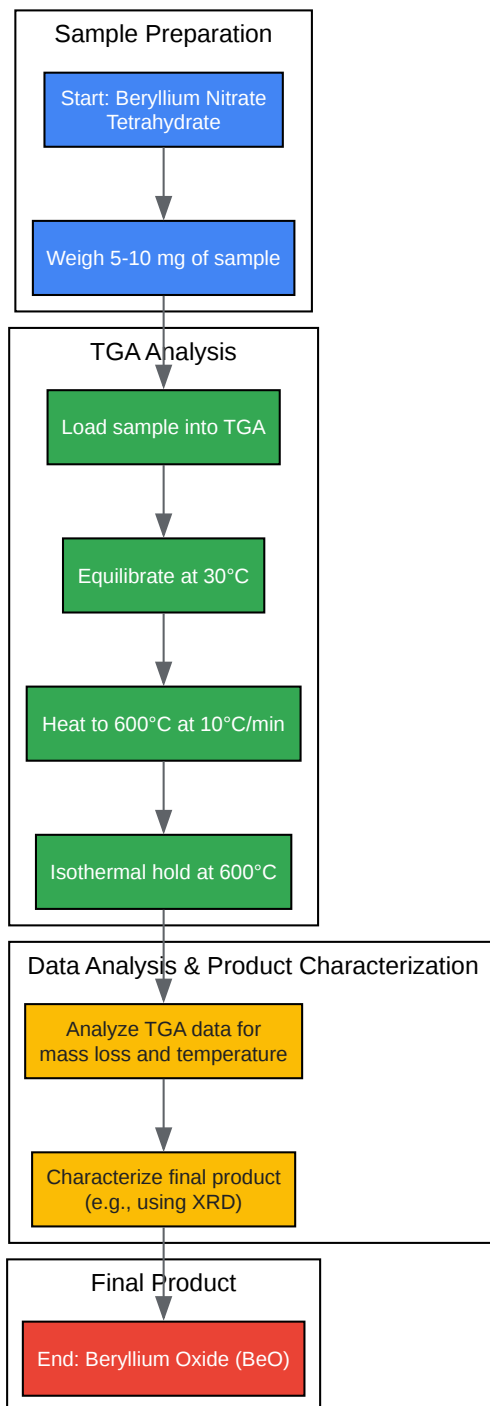 Sample Preparation
Start: Beryllium Nitrate
Tetrahydrate
Weigh 5-10 mg of sample
TGA Analysis
Load sample into TGA
Equilibrate at 30°C
Heat to 600°C at 10°C/min
Isothermal hold at 600°C
Data Analysis & Product Characterization
Analyze TGA data for
mass loss and temperature
Characterize final product
(e.g., using XRD)
Final Product
End: Beryllium Oxide (BeO)